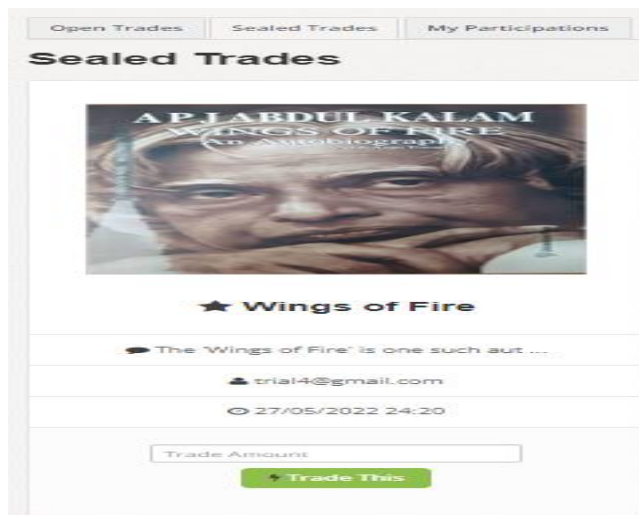 Open Trades Sealed Trades My Participations
Sealed Trades
A P J ABDUL KALAM
WINGS OF FIRE
An Autobiography
Wings of Fire
The 'Wings of Fire' is one such aut ...
trial4@gmail.com
27/05/2022 24:20
Trade Amount
Trade This